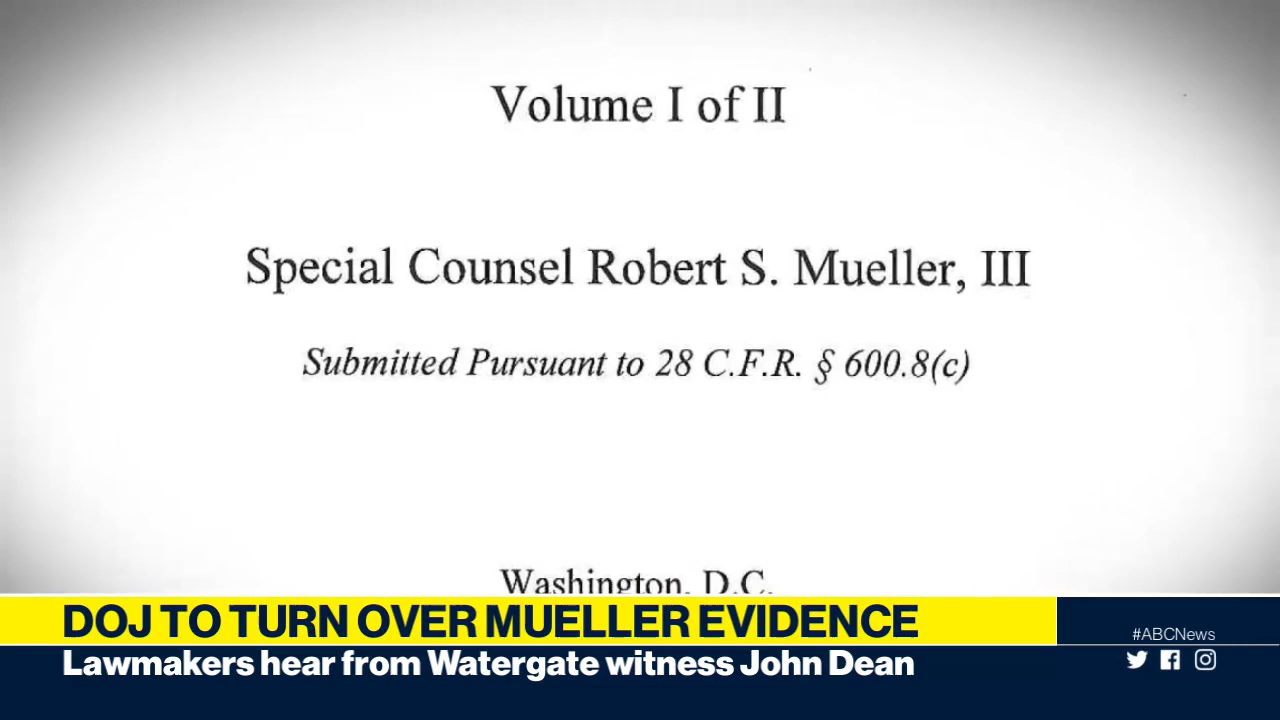 Volume I of II
Special Counsel Robert S. Mueller, III
Submitted Pursuant to 28 C.F.R. § 600.8(c)
Washington, D.C.
DOJ TO TURN OVER MUELLER EVIDENCE
#ABCNews
Lawmakers hear from Watergate witness John Dean